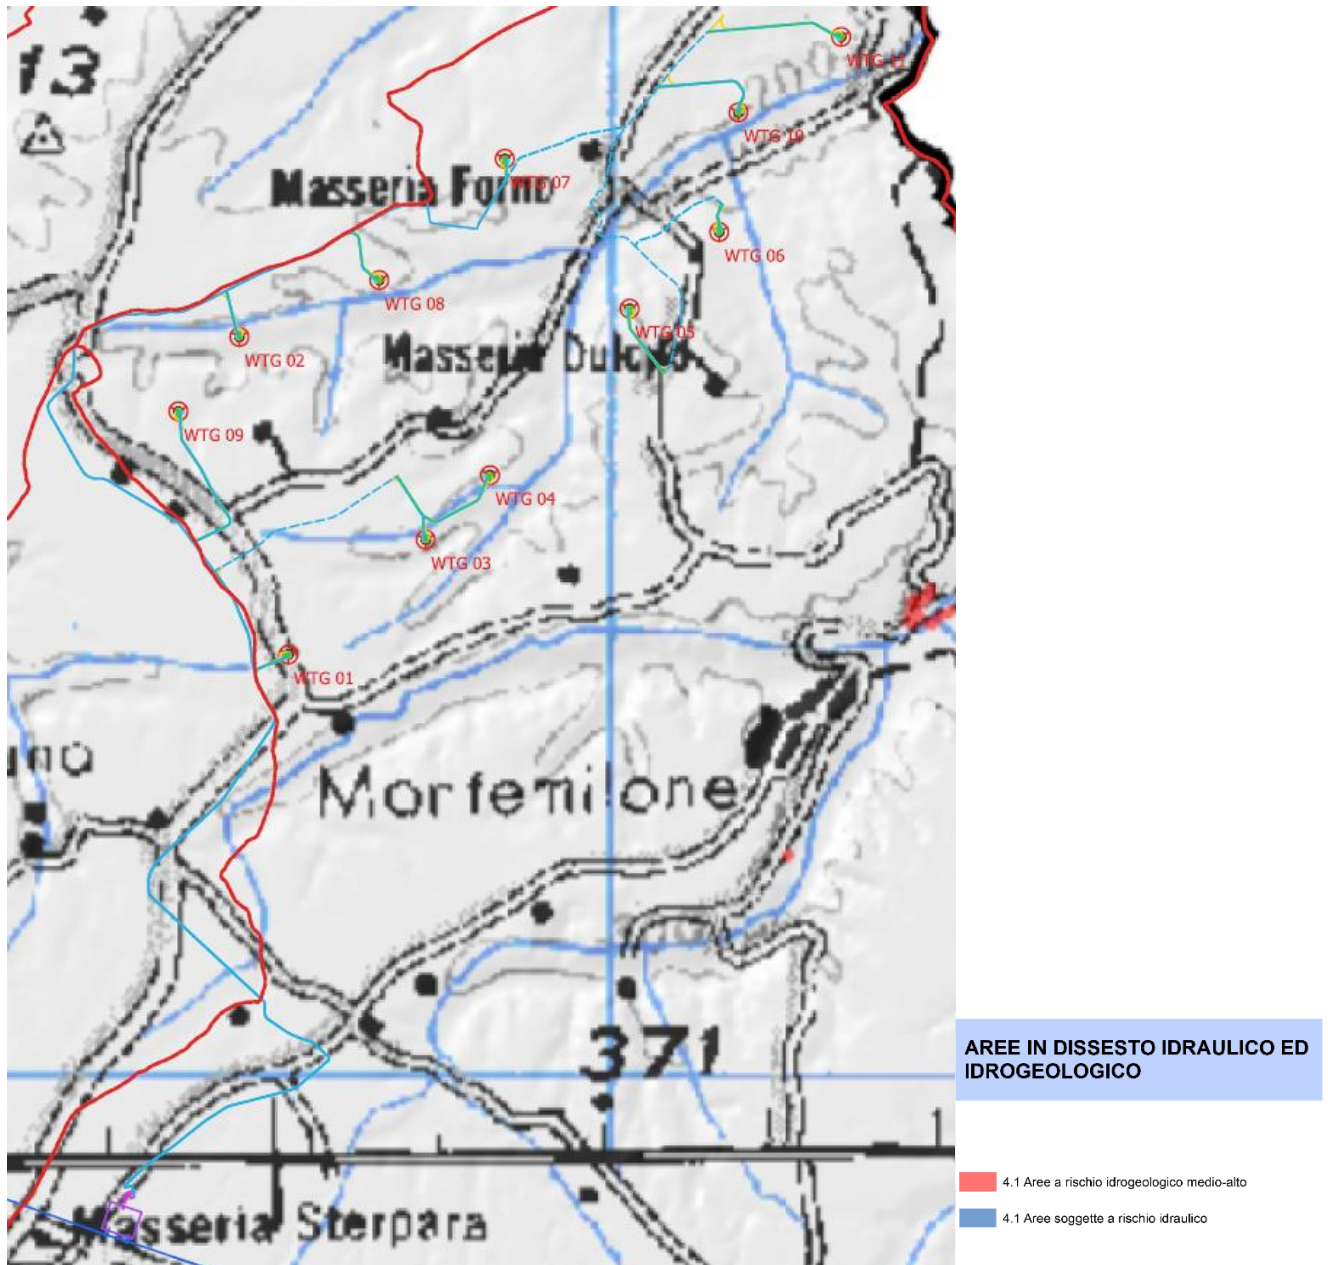 13
WTG 11
WTG 10
Masseria Forno
WTG 07
WTG 06
WTG 08
WTG 05
WTG 02
Masseria
WTG 09
WTG 04
WTG 03
WTG 01
Monfemilone
371
AREE IN DISSESTO IDRAULICO ED
IDROGEOLOGICO
4.1 Aree a rischio idrogeologico medio-alto
4.1 Aree soggette a rischio idraulico
Masseria Sterpara